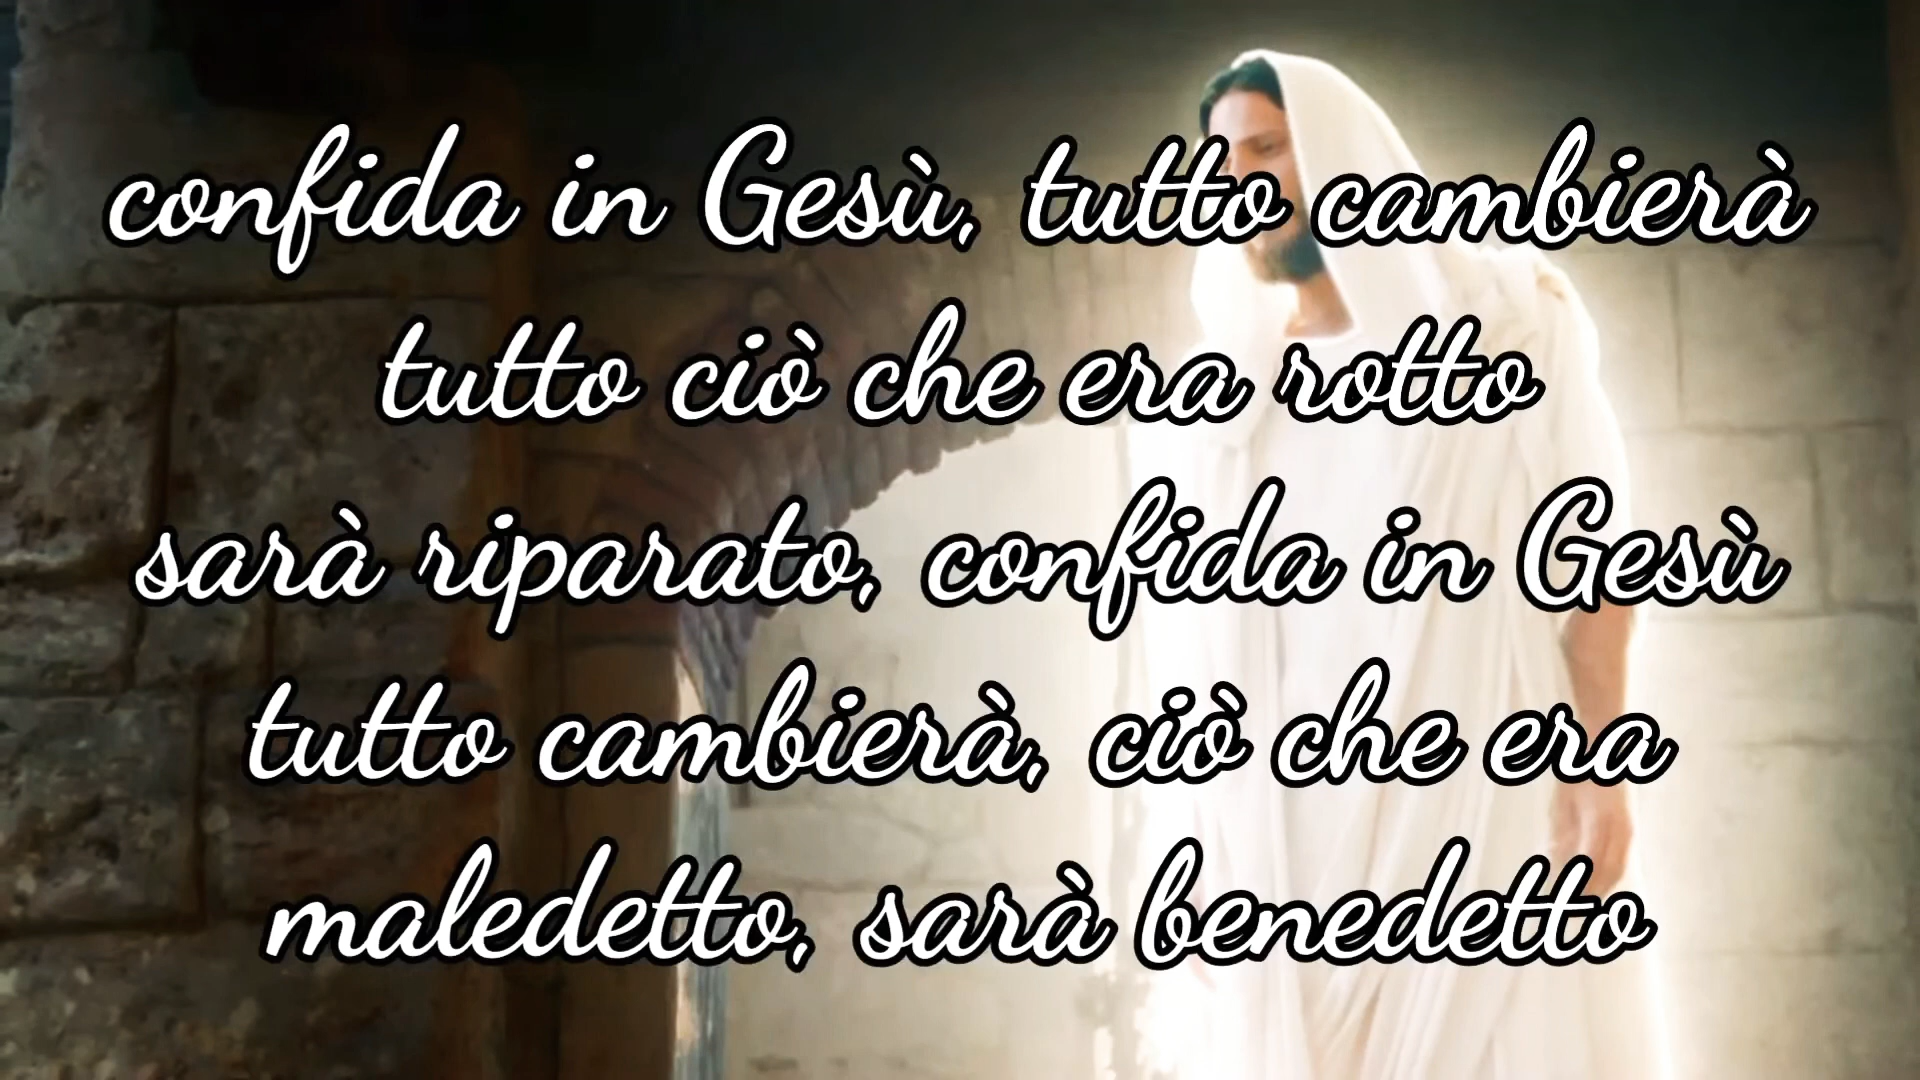 confida in Gesù, tutto cambierà
tutto ciò che era rotto
sarà riparato, confida in Gesù
tutto cambierà, ciò che era
maledetto, sarà benedetto